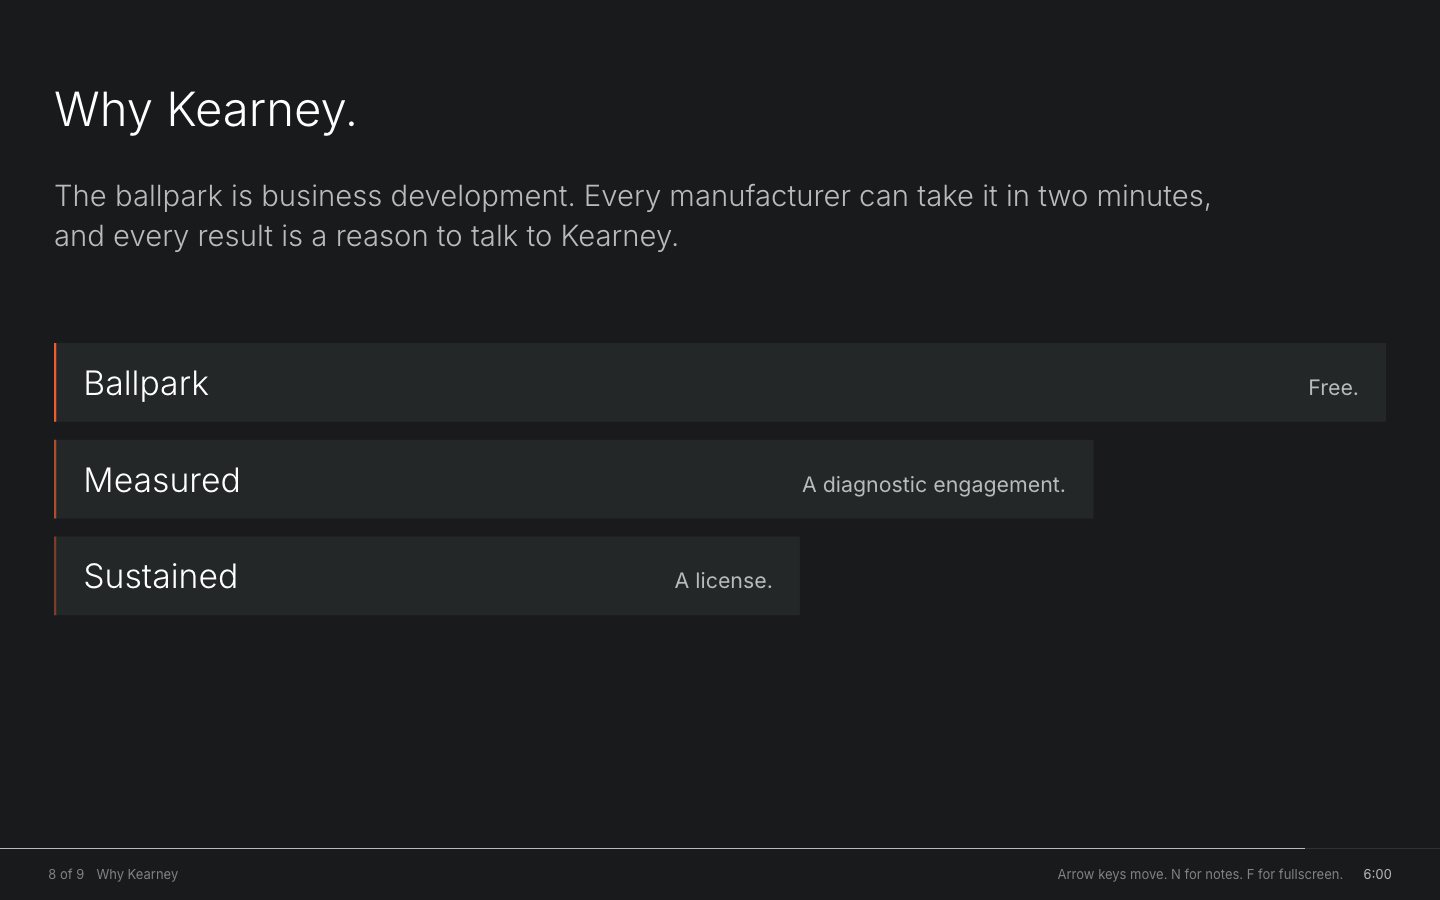 Why Kearney.
The ballpark is business development. Every manufacturer can take it in two minutes,
and every result is a reason to talk to Kearney.
Ballpark
Free.
Measured
A diagnostic engagement.
Sustained
A license.
8 of 9 Why Kearney
Arrow keys move. N for notes. F for fullscreen. 6:00